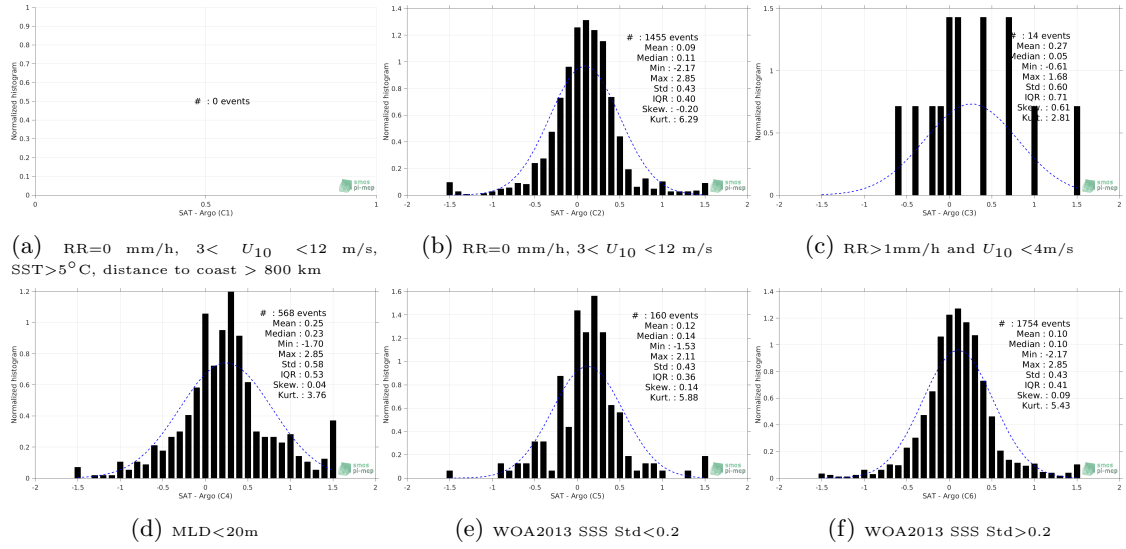 Normalized histogram
1
0.9
0.8
0.7
0.6
0.5
0.4
0.3
0.2
0.1
0
# : 0 events
smos
pi-mep
0 0.5 1
SAT - Argo (C1)
(a) RR=0 mm/h, 3< U10 <12 m/s,
SST>5°C, distance to coast > 800 km
Normalized histogram
1.4
1.2
1
0.8
0.6
0.4
0.2
0
# : 1455 events
Mean : 0.09
Median : 0.11
Min : -2.17
Max : 2.85
Std : 0.43
IQR : 0.40
Skew. : -0.20
Kurt. : 6.29
smos
pi-mep
-2 -1.5 -1 -0.5 0 0.5 1 1.5 2
SAT - Argo (C2)
(b) RR=0 mm/h, 3< U10 <12 m/s
Normalized histogram
1.5
1
0.5
0
# : 14 events
Mean : 0.27
Median : 0.05
Min : -0.61
Max : 1.68
Std : 0.60
IQR : 0.71
Skew. : 0.61
Kurt. : 2.81
smos
pi-mep
-2 -1.5 -1 -0.5 0 0.5 1 1.5 2
SAT - Argo (C3)
(c) RR>1mm/h and U10 <4m/s
Normalized histogram
1.2
1
0.8
0.6
0.4
0.2
0
# : 568 events
Mean : 0.25
Median : 0.23
Min : -1.70
Max : 2.85
Std : 0.58
IQR : 0.53
Skew. : 0.04
Kurt. : 3.76
smos
pi-mep
-2 -1.5 -1 -0.5 0 0.5 1 1.5 2
SAT - Argo (C4)
(d) MLD<20m
Normalized histogram
1.6
1.4
1.2
1
0.8
0.6
0.4
0.2
0
# : 160 events
Mean : 0.12
Median : 0.14
Min : -1.53
Max : 2.11
Std : 0.43
IQR : 0.36
Skew. : 0.14
Kurt. : 5.88
smos
pi-mep
-2 -1.5 -1 -0.5 0 0.5 1 1.5 2
SAT - Argo (C5)
(e) WOA2013 SSS Std<0.2
Normalized histogram
1.4
1.2
1
0.8
0.6
0.4
0.2
0
# : 1754 events
Mean : 0.10
Median : 0.10
Min : -2.17
Max : 2.85
Std : 0.43
IQR : 0.41
Skew. : 0.09
Kurt. : 5.43
smos
pi-mep
-2 -1.5 -1 -0.5 0 0.5 1 1.5 2
SAT - Argo (C6)
(f) WOA2013 SSS Std>0.2